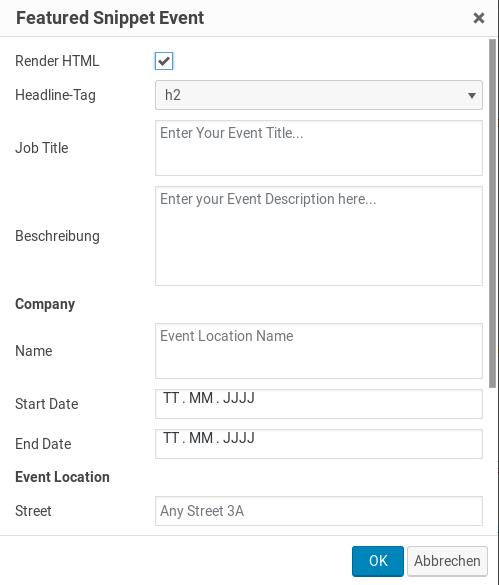 Featured Snippet Event ×
Render HTML
Headline-Tag h2
Job Title Enter Your Event Title...
Beschreibung Enter your Event Description here...
Company
Name Event Location Name
Start Date TT . MM . JJJJ
End Date TT . MM . JJJJ
Event Location
Street Any Street 3A
OK Abbrechen